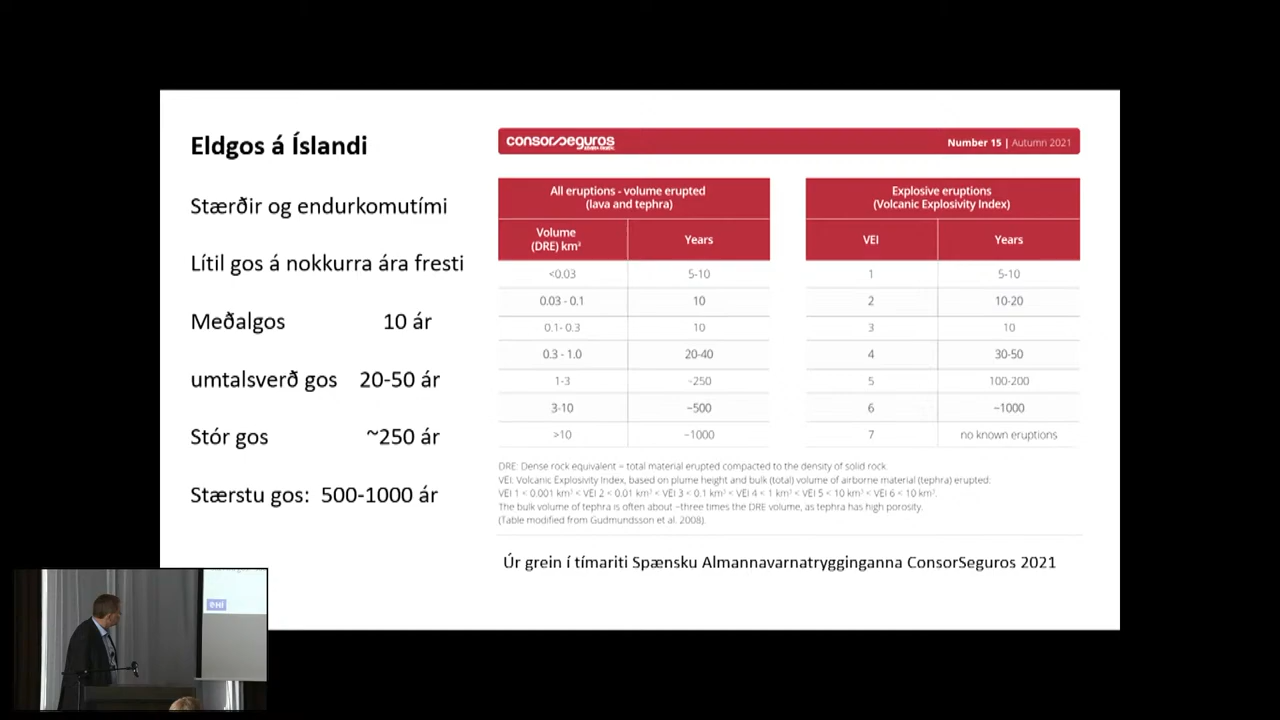 Eldgos á Íslandi
Stærðir og endurkomutími
Lítil gos á nokkurra ára fresti
Meðalgos 10 ár
umtalsverð gos 20-50 ár
Stór gos ~250 ár
Stærstu gos: 500-1000 ár
consorseguros
Number 15 | Autumn 2021
All eruptions - volume erupted
(lava and tephra)
Volume
(DRE) km³
Years
<0.03 5-10
0.03 - 0.1 10
0.1- 0.3 10
0.3 - 1.0 20-40
1-3 ~250
3-10 ~500
>10 ~1000
Explosive eruptions
(Volcanic Explosivity Index)
VEI Years
1 5-10
2 10-20
3 10
4 30-50
5 100-200
6 ~1000
7 no known eruptions
DRE: Dense rock equivalent = total material erupted compacted to the density of solid rock.
VEI: Volcanic Explosivity Index, based on plume height and bulk (total) volume of airborne material (tephra) erupted:
VEI 1 < 0.001 km³ < VEI 2 < 0.01 km³ < VEI 3 < 0.1 km³ < VEI 4 < 1 km³ < VEI 5 < 10 km³ < VEI 6 < 10 km³.
The bulk volume of tephra is often about ~three times the DRE volume, as tephra has high porosity.
(Table modified from Gudmundsson et al. 2008).
Úr grein í tímariti Spænsku Almannavarnatrygginganna ConsorSeguros 2021